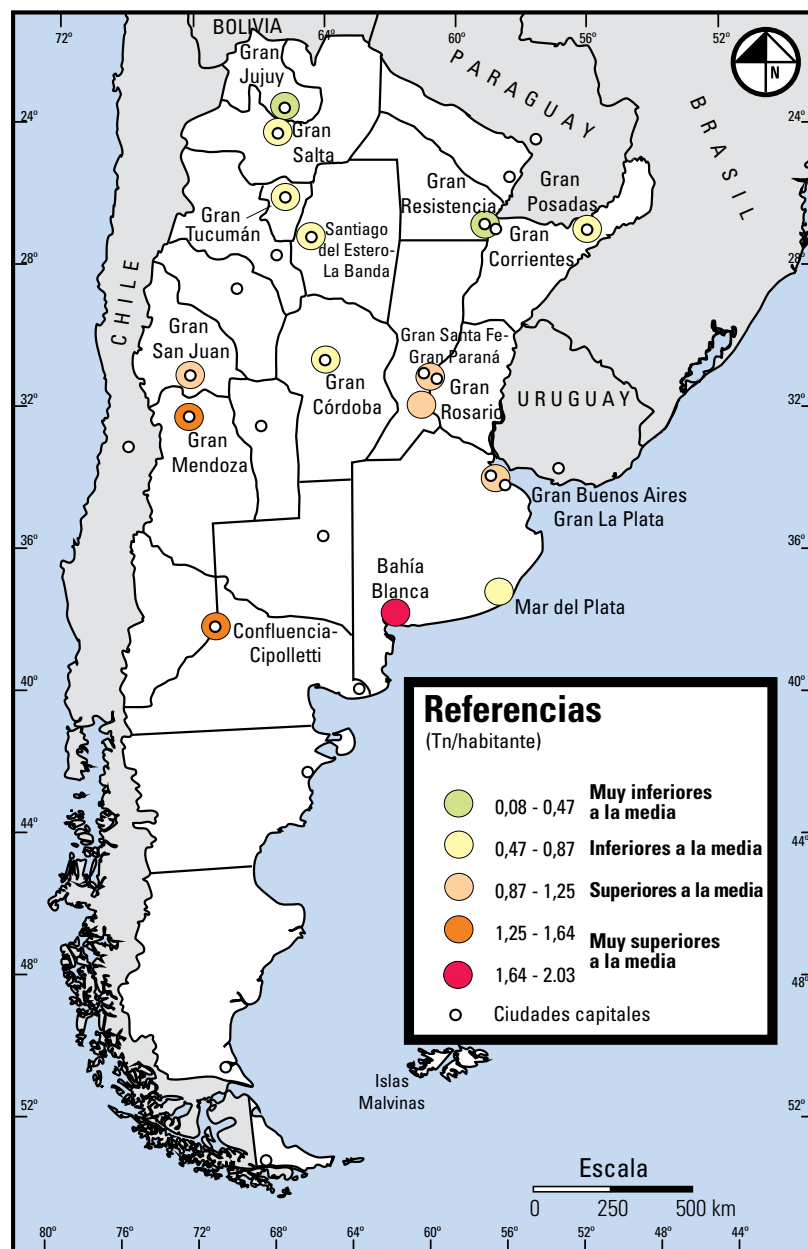 72º
64º
60º
56º
52º
BOLIVIA
PARAGUAY
BRASIL
N
Gran
Jujuy
24º
24º
Gran
Salta
Gran
Resistencia
Gran
Posadas
Gran
Tucumán
Santiago
del Estero-
La Banda
Gran
Corrientes
CHILE
28º
28º
Gran
San Juan
Gran Santa Fe-
Gran Paraná
Gran
Córdoba
Gran
Rosario
URUGUAY
32º
32º
Gran
Mendoza
Gran Buenos Aires
Gran La Plata
36º
36º
Bahía
Blanca
Mar del Plata
Confluencia-
Cipolletti
40º
40º
Referencias
(Tn/habitante)
0,08 - 0,47 Muy inferiores
a la media
0,47 - 0,87 Inferiores a la media
0,87 - 1,25 Superiores a la media
1,25 - 1,64 Muy superiores
a la media
1,64 - 2.03
Ciudades capitales
44º
44º
48º
48º
Islas
Malvinas
52º
52º
Escala
0 250 500 km
80º
76º
72º
68º
64º
60º
56º
52º
48º
44º